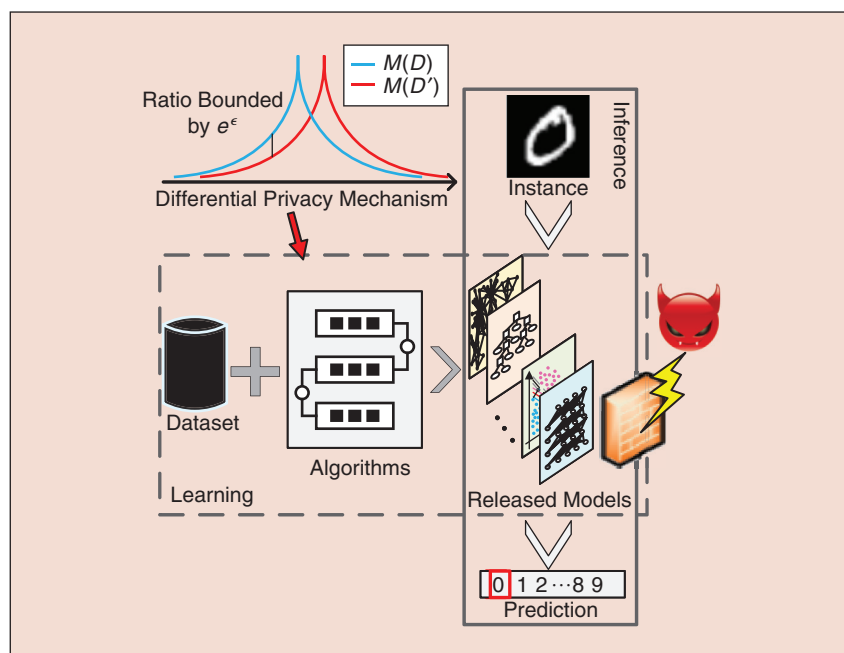 M(D)
M(D′)
Ratio Bounded
by e^ϵ
Differential Privacy Mechanism
Inference
Instance
Dataset
Algorithms
Learning
Released Models
0 1 2···8 9
Prediction